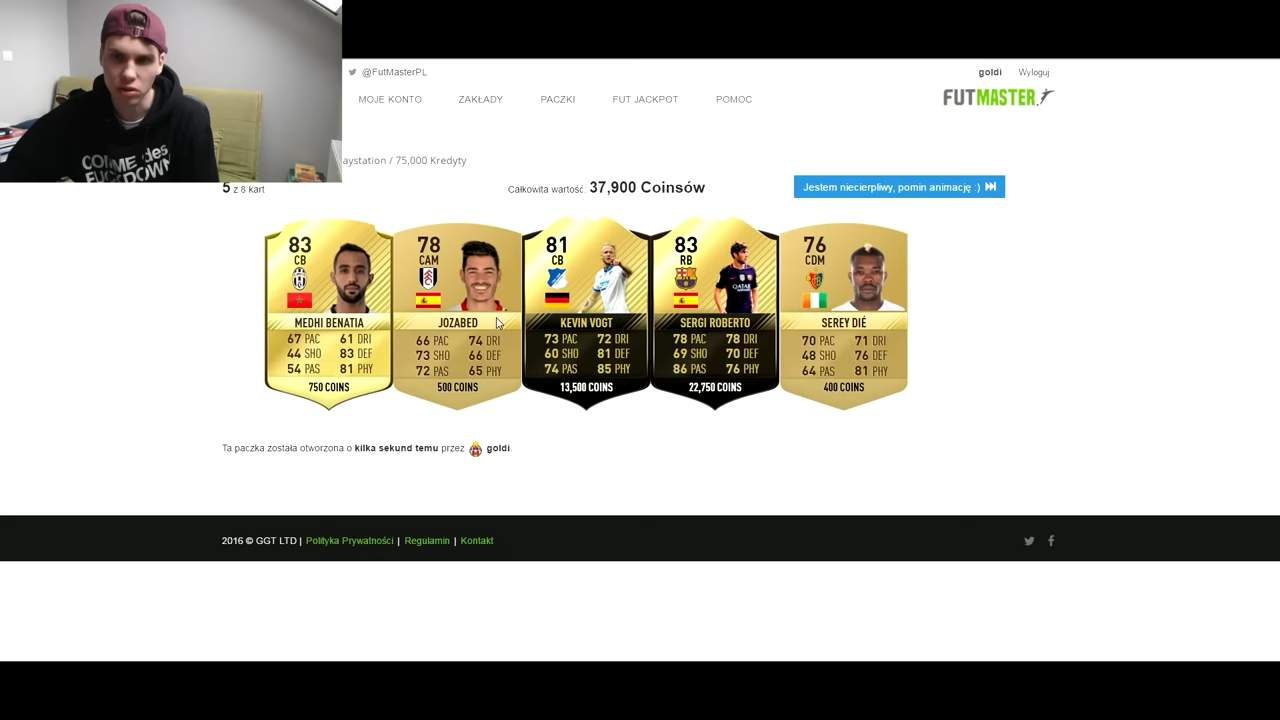 @FutMasterPL
goldi Wyloguj
MOJE KONTO ZAKŁADY PACZKI FUT JACKPOT POMOC
FUTMASTER
COMME des
FUCKDOWN
aystation / 75,000 Kredyty
5 z 8 kart
Całkowita wartość: 37,900 Coinsów
Jestem niecierpliwy, pomin animację :)
83
CB
MEDHI BENATIA
67 PAC 61 DRI
44 SHO 83 DEF
54 PAS 81 PHY
750 COINS
78
CAM
JOZABED
66 PAC 74 DRI
73 SHO 66 DEF
72 PAS 65 PHY
500 COINS
81
CB
KEVIN VOGT
73 PAC 72 DRI
60 SHO 81 DEF
74 PAS 85 PHY
13,500 COINS
83
RB
QATAR
SERGI ROBERTO
78 PAC 78 DRI
69 SHO 70 DEF
86 PAS 76 PHY
22,750 COINS
76
CDM
SEREY DIÉ
70 PAC 71 DRI
48 SHO 76 DEF
64 PAS 81 PHY
400 COINS
Ta paczka została otworzona o kilka sekund temu przez goldi.
2016 © GGT LTD | Polityka Prywatności | Regulamin | Kontakt